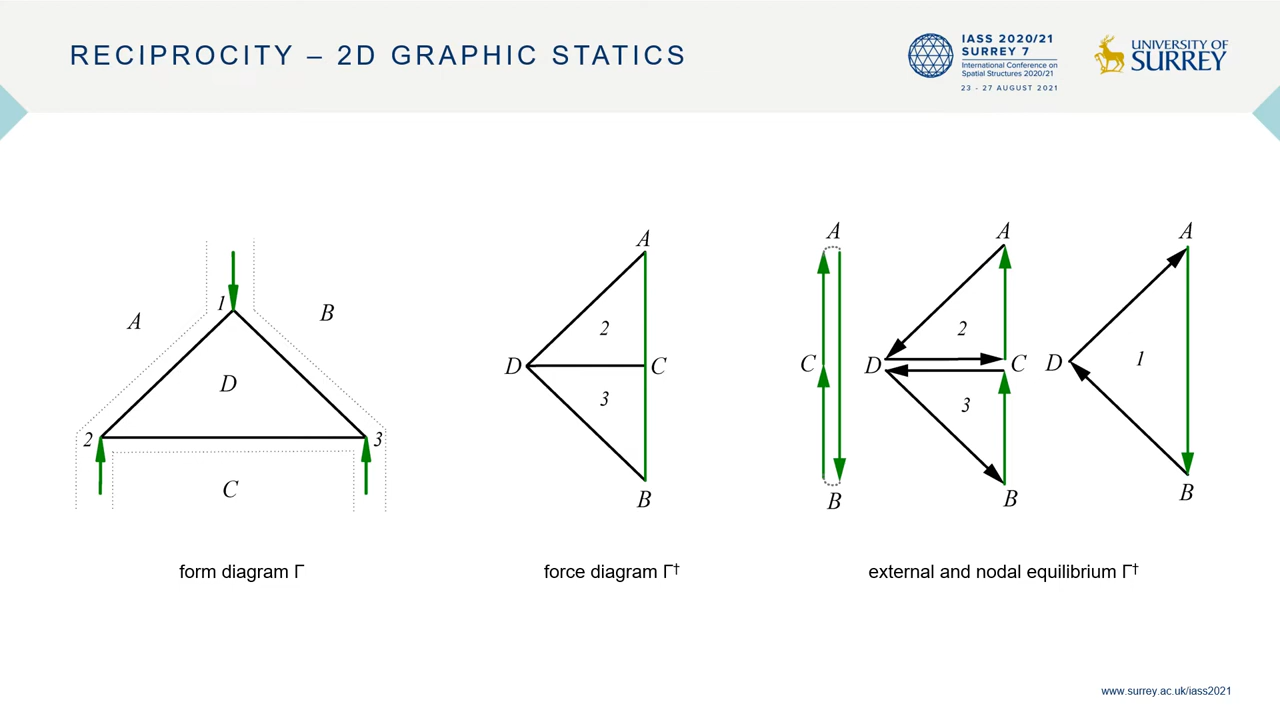 RECIPROCITY – 2D GRAPHIC STATICS
IASS 2020/21
SURREY 7
International Conference on
Spatial Structures 2020/21
23 - 27 AUGUST 2021
UNIVERSITY OF
SURREY
1
A
B
D
2
3
C
form diagram Γ
A
2
D
C
3
B
force diagram Γ†
A
C
B
A
2
D
C
3
B
A
D
1
B
external and nodal equilibrium Γ†
www.surrey.ac.uk/iass2021